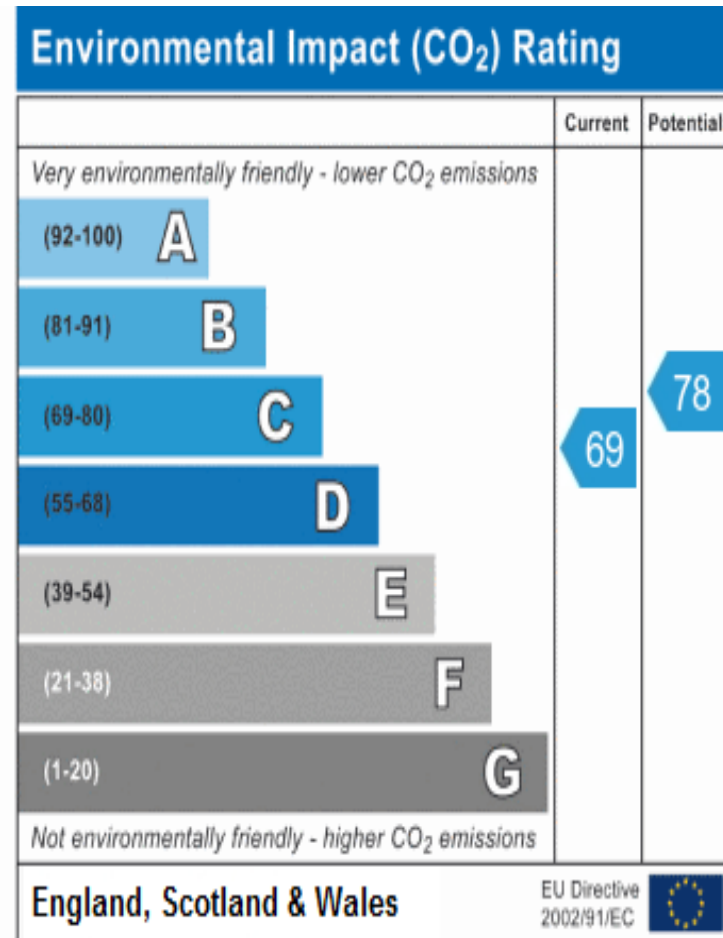 Environmental Impact (CO₂) Rating
Current Potential
Very environmentally friendly - lower CO₂ emissions
(92-100) A
(81-91) B
(69-80) C
78
69
(55-68) D
(39-54) E
(21-38) F
(1-20) G
Not environmentally friendly - higher CO₂ emissions
England, Scotland & Wales
EU Directive
2002/91/EC